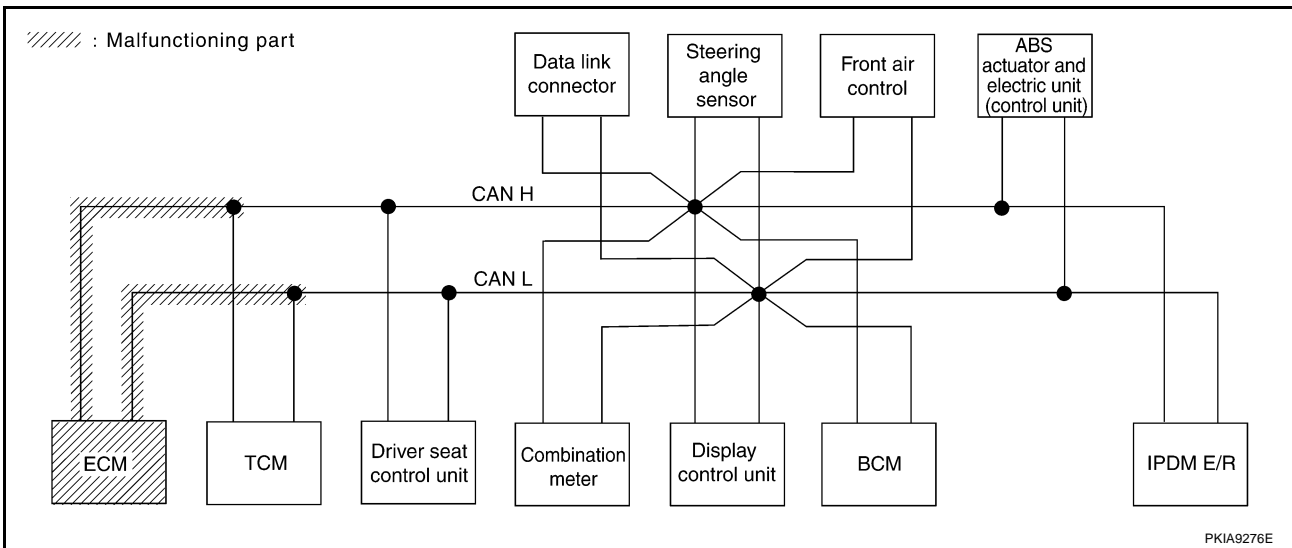 : Malfunctioning part
Data link
connector
Steering
angle
sensor
Front air
control
ABS
actuator and
electric unit
(control unit)
CAN H
CAN L
ECM
TCM
Driver seat
control unit
Combination
meter
Display
control unit
BCM
IPDM E/R
PKIA9276E